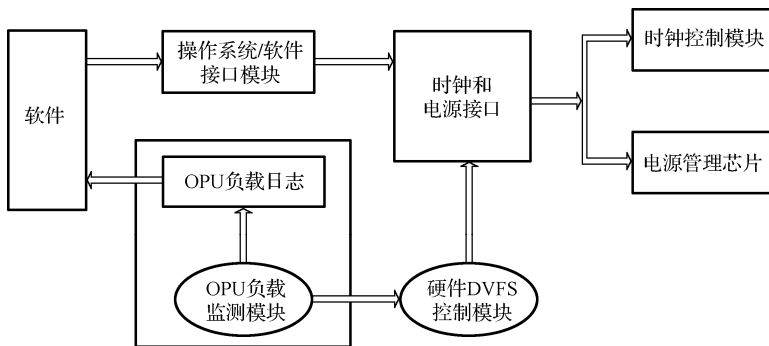 操作系统/软件
接口模块
时钟控制模块
软件
时钟和
电源接口
OPU负载日志
电源管理芯片
OPU负载
监测模块
硬件DVFS
控制模块